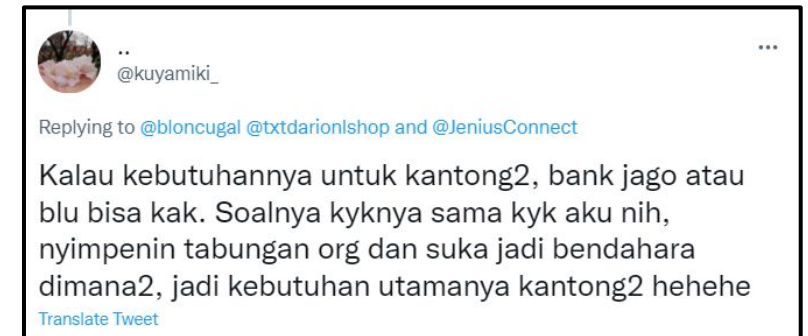 ..
@kuyamiki_
Replying to @bloncugal @txtdarionlshop and @JeniusConnect
Kalau kebutuhannya untuk kantong2, bank jago atau
blu bisa kak. Soalnya kyknya sama kyk aku nih,
nyimpenin tabungan org dan suka jadi bendahara
dimana2, jadi kebutuhan utamanya kantong2 hehehe
Translate Tweet